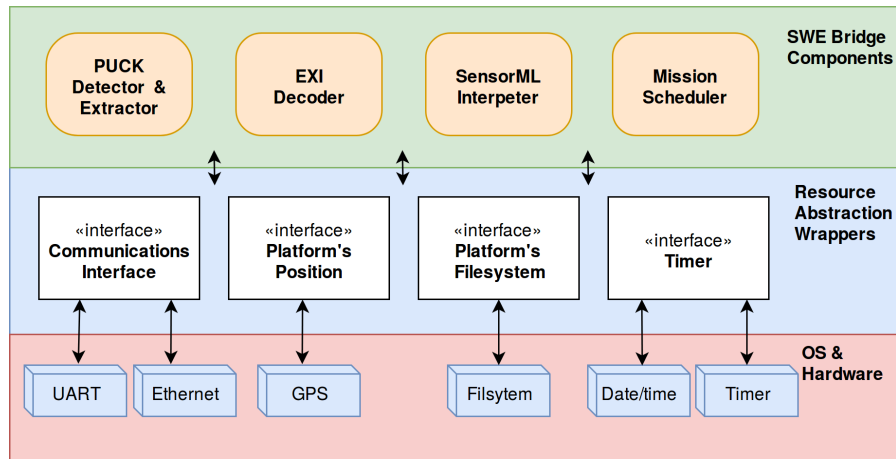 PUCK
Detector &
Extractor
EXI
Decoder
SensorML
Interpeter
Mission
Scheduler
SWE Bridge
Components
«interface»
Communications
Interface
«interface»
Platform's
Position
«interface»
Platform's
Filesystem
«interface»
Timer
Resource
Abstraction
Wrappers
UART
Ethernet
GPS
Filsytem
Date/time
Timer
OS &
Hardware